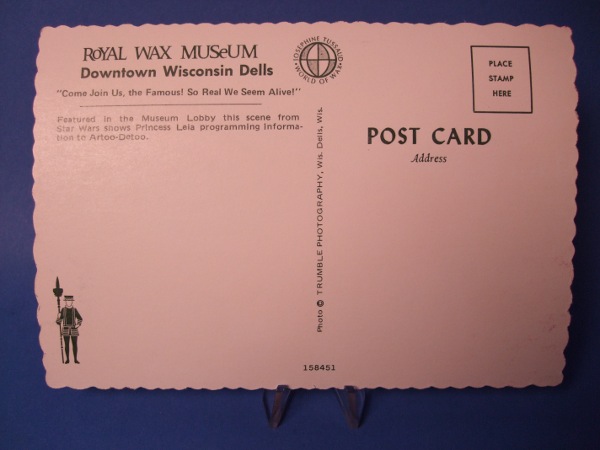 ROYAL WAX MUSeUM
Downtown Wisconsin Dells
"Come Join Us, the Famous! So Real We Seem Alive!"
Featured in the Museum Lobby this scene from
Star Wars shows Princess Leia programming informa-
tion to Artoo-Detoo.
JOSEPHINE TUSSAUD
WORLD OF WAX
Photo © TRUMBLE PHOTOGRAPHY, Wis. Dells, Wis.
PLACE
STAMP
HERE
POST CARD
Address
158451